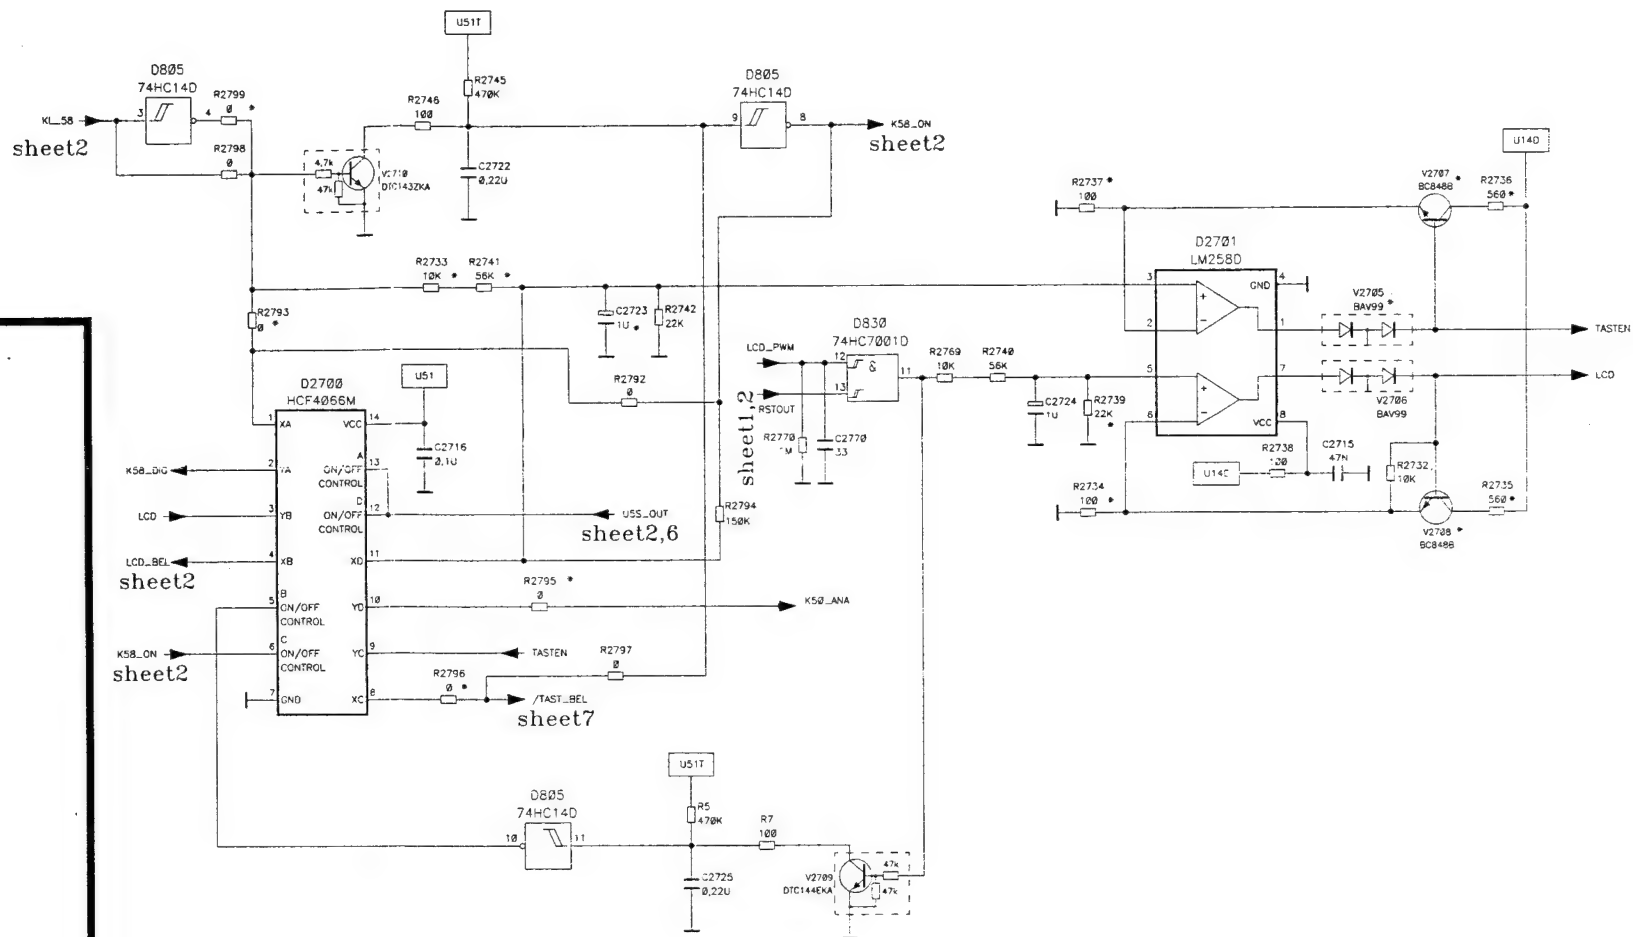 U51T
D805
74HC14D
R2799
0 *
3
4
KL_58
sheet2
R2798
0
R2746
100
R2745
470K
4,7k
47k
V2710
DTC143ZKA
C2722
0,22U
D805
74HC14D
9
8
K58_ON
sheet2
U14D
V2707 *
BC848B
R2736
560 *
R2737 *
100
R2733
10K *
R2741
56K *
R2793
0 *
C2723
1U *
R2742
22K
D2701
LM258D
3
4
GND
2
1
5
7
6
8
VCC
V2705
BAV99 *
TASTEN
LCD
V2706
BAV99
D830
74HC7001D
LCD_PWM
12
&
13
11
RSTOUT
sheet1,2
R2770
C2770
33
R2769
10K
R2740
56K
C2724
1U
R2739
22K
*
R2738
100
C2715
47N
U14C
R2732
10K
R2734
100 *
R2735
560 *
V2708 *
BC848B
R2792
0
R2794
150K
D2700
HCF4066M
U51
C2716
0,1U
1
XA
VCC
14
A
K58_DIG
2
YA
ON/OFF
13
CONTROL
D
LCD
3
YB
ON/OFF
12
CONTROL
U5S_OUT
sheet2,6
LCD_BEL
4
XB
XD
11
sheet2
B
5
ON/OFF
CONTROL
YD
10
R2795 *
0
K50_ANA
C
K58_ON
6
ON/OFF
CONTROL
YC
9
TASTEN
sheet2
R2797
0
7
GND
XC
8
R2796
0 *
/TAST_BEL
sheet7
U51T
D805
74HC14D
10
11
R5
470K
R7
100
C2725
0,22U
V2709
DTC144EKA
47k
47k